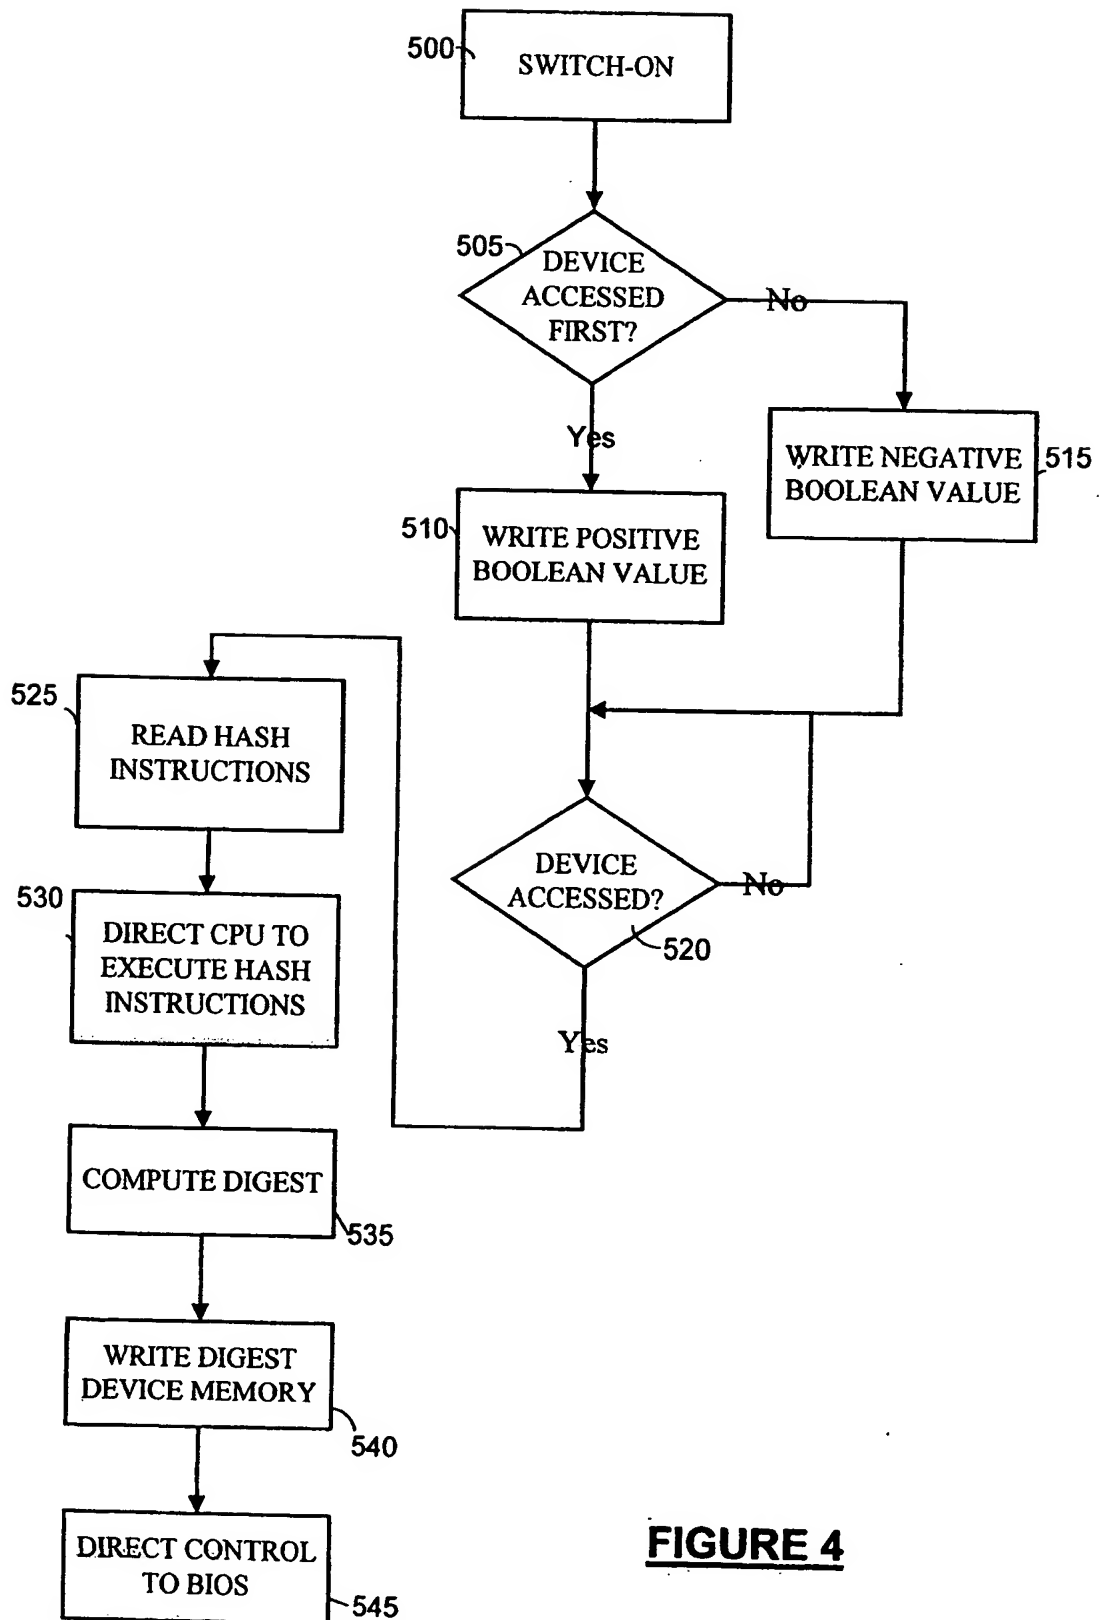 500
SWITCH-ON
505
DEVICE
ACCESSED
FIRST?
No
Yes
WRITE NEGATIVE
BOOLEAN VALUE
515
510
WRITE POSITIVE
BOOLEAN VALUE
525
READ HASH
INSTRUCTIONS
DEVICE
ACCESSED?
No
520
Yes
530
DIRECT CPU TO
EXECUTE HASH
INSTRUCTIONS
COMPUTE DIGEST
535
WRITE DIGEST
DEVICE MEMORY
540
DIRECT CONTROL
TO BIOS
545
FIGURE 4